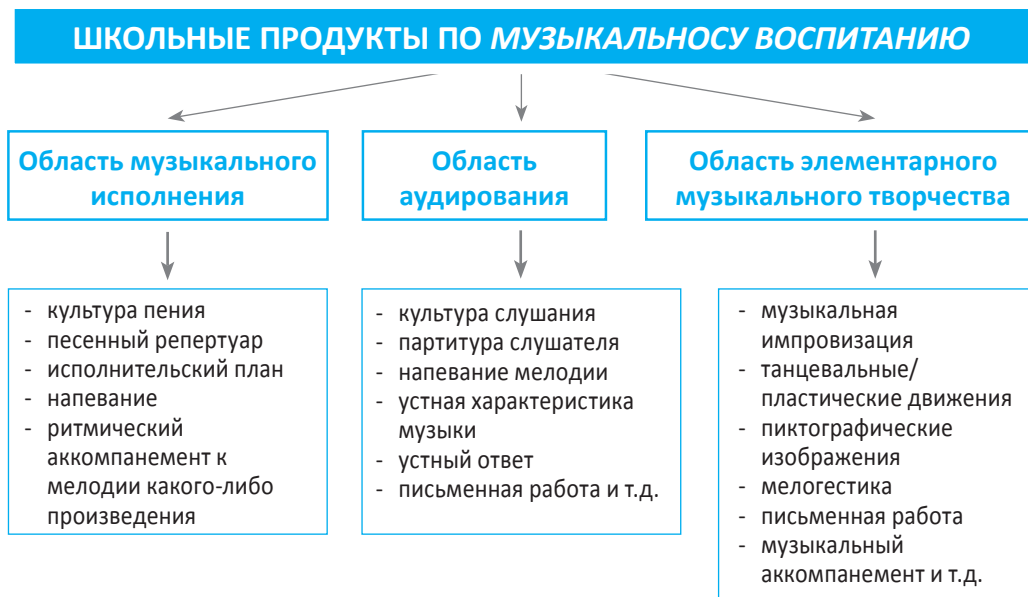 ШКОЛЬНЫЕ ПРОДУКТЫ ПО МУЗЫКАЛЬНОСУ ВОСПИТАНИЮ
Область музыкального
исполнения
- культура пения
- песенный репертуар
- исполнительский план
- напевание
- ритмический
аккомпанемент к
мелодии какого-либо
произведения
Область
аудирования
- культура слушания
- партитура слушателя
- напевание мелодии
- устная характеристика
музыки
- устный ответ
- письменная работа и т.д.
Область элементарного
музыкального творчества
- музыкальная
импровизация
- танцевальные/
пластические движения
- пиктографические
изображения
- мелогестика
- письменная работа
- музыкальный
аккомпанемент и т.д.